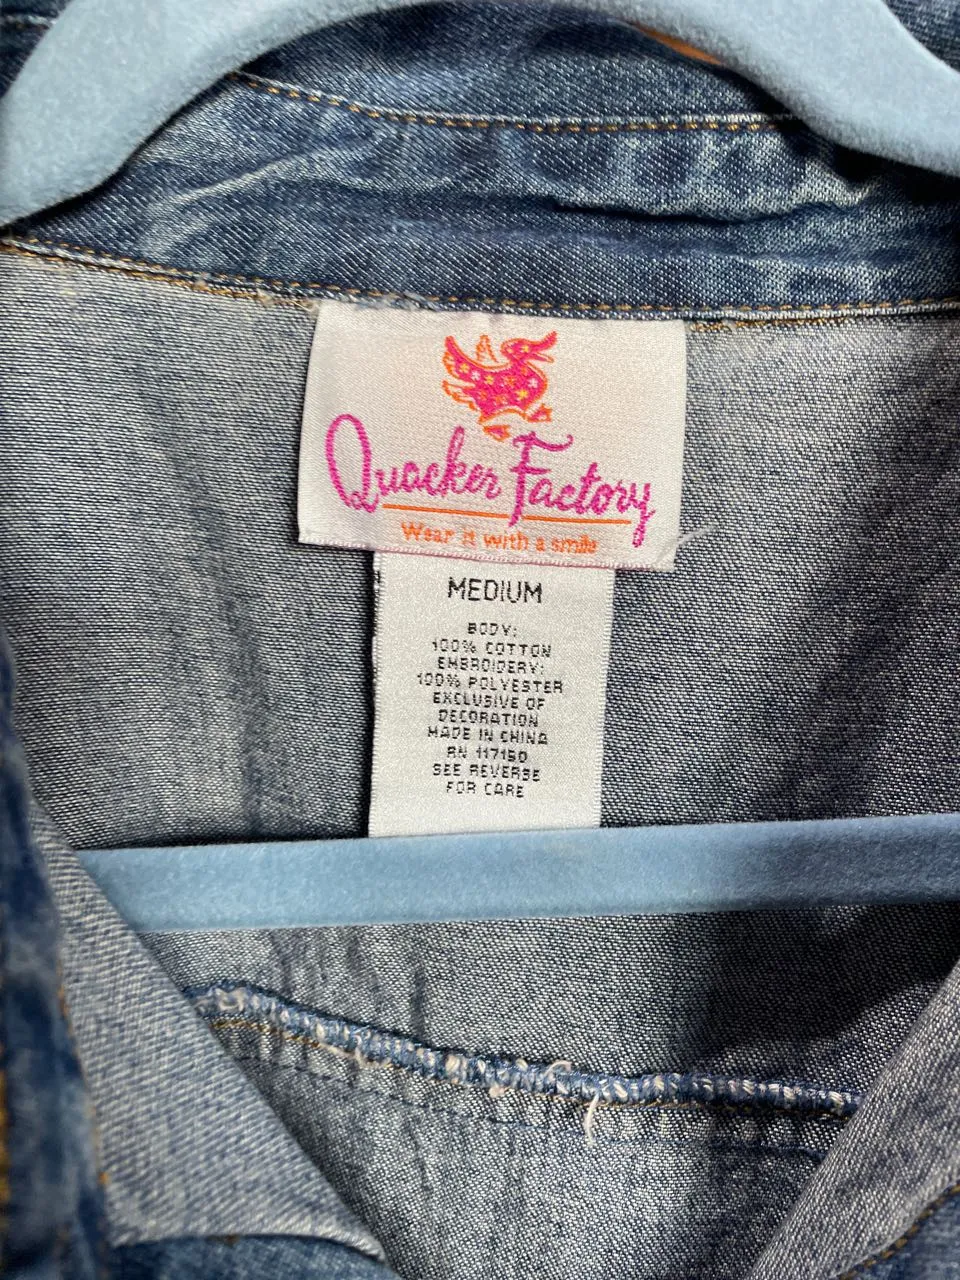 Quacker Factory
Wear it with a smile
MEDIUM
BODY:
100% COTTON
EMBROIDERY:
100% POLYESTER
EXCLUSIVE OF
DECORATION
MADE IN CHINA
RN 117150
SEE REVERSE
FOR CARE